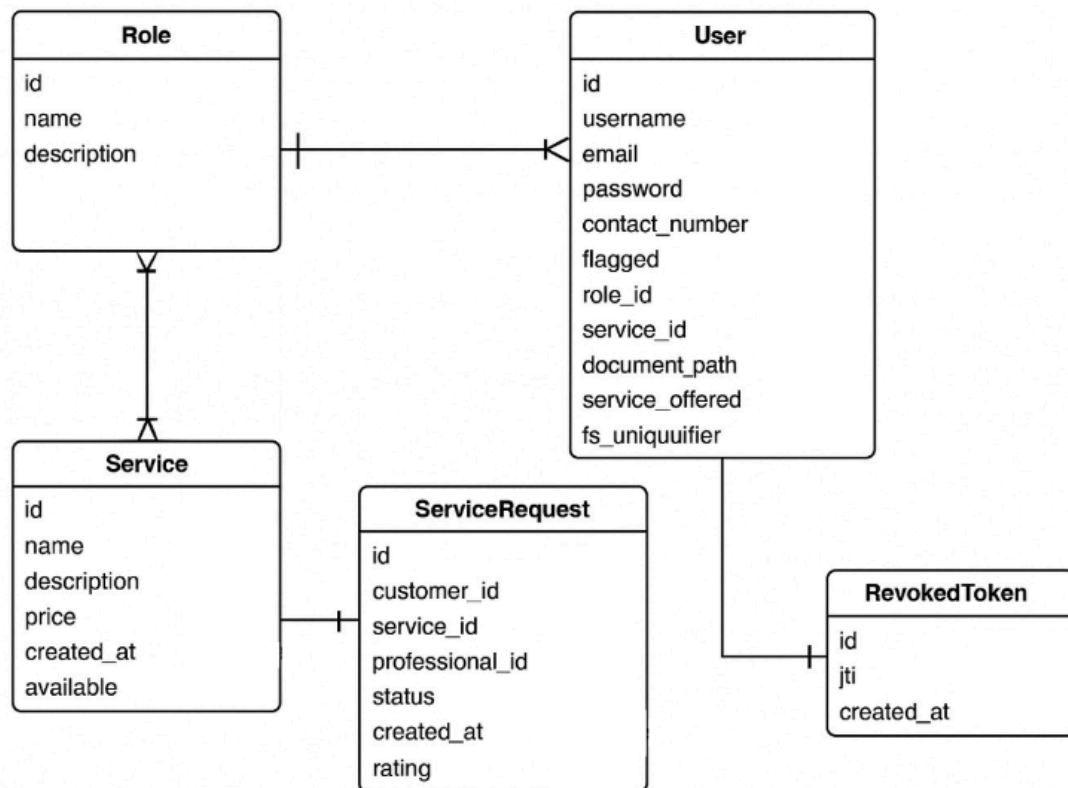 Role
id
name
description
User
id
username
email
password
contact_number
flagged
role_id
service_id
document_path
service_offered
fs_uniquuifier
Service
id
name
description
price
created_at
available
ServiceRequest
id
customer_id
service_id
professional_id
status
created_at
rating
RevokedToken
id
jti
created_at